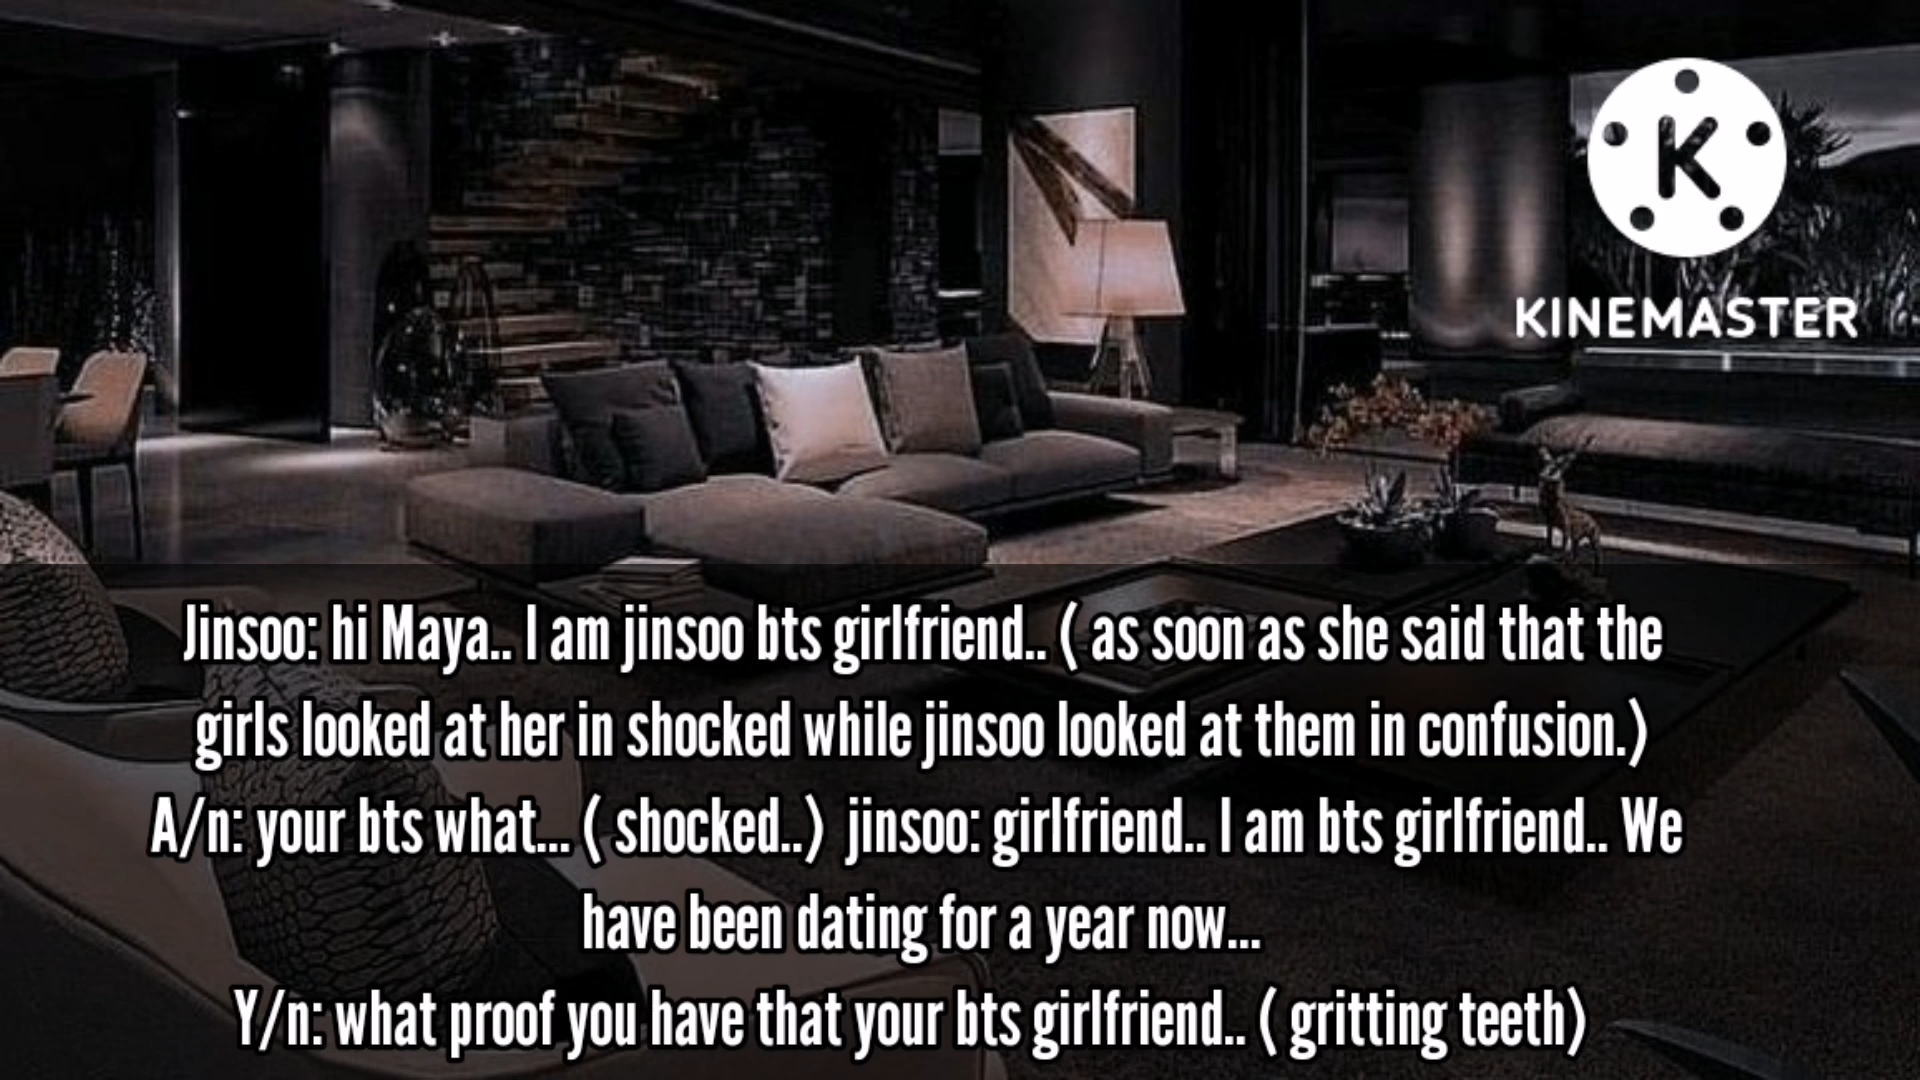 KINEMASTER
Jinsoo: hi Maya.. I am jinsoo bts girlfriend.. ( as soon as she said that the
girls looked at her in shocked while jinsoo looked at them in confusion.)
A/n: your bts what... ( shocked..) jinsoo: girlfriend.. I am bts girlfriend.. We
have been dating for a year now...
Y/n: what proof you have that your bts girlfriend.. ( gritting teeth)